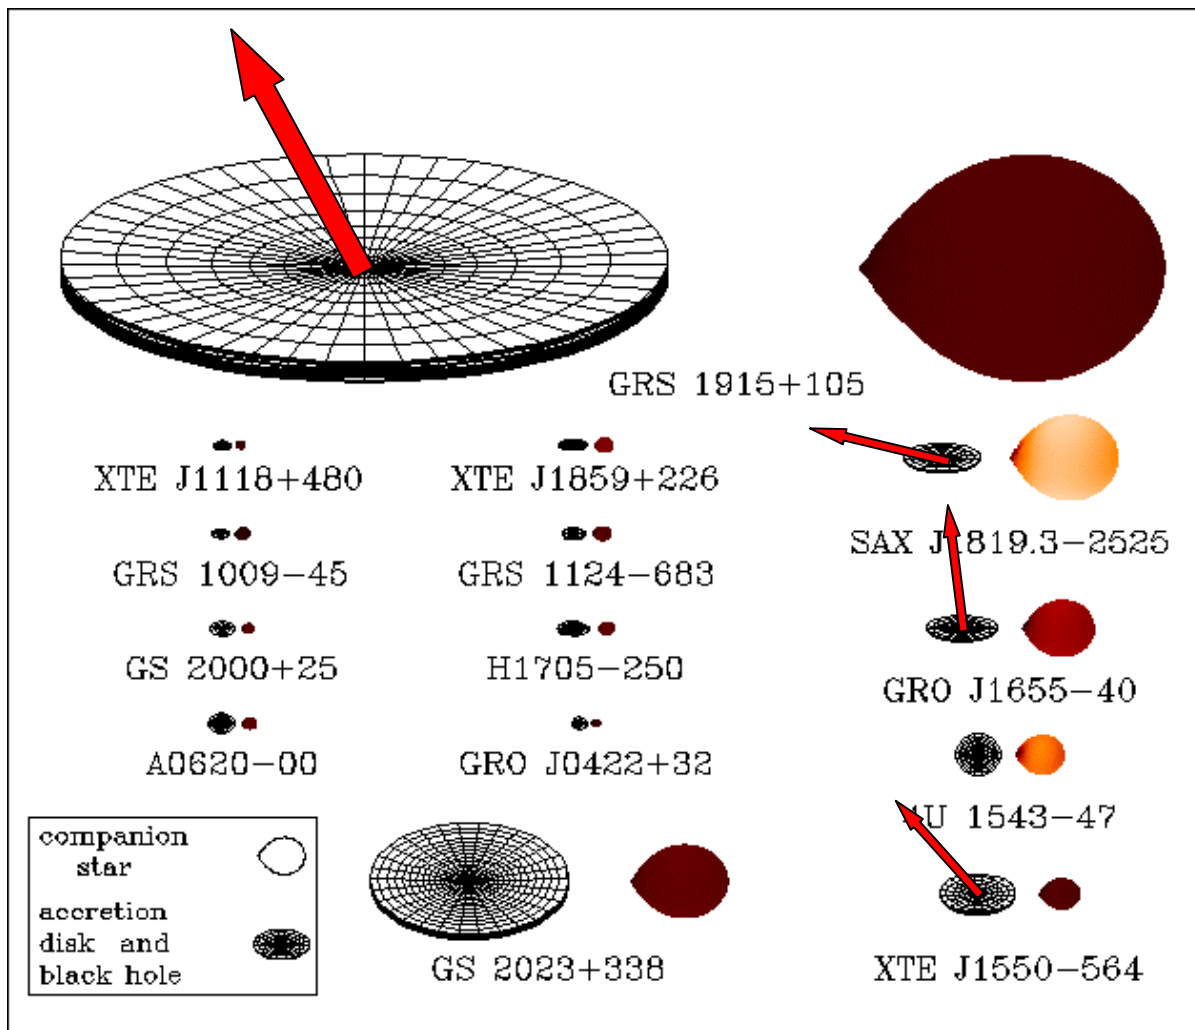 GRS 1915+105
XTE J1118+480
XTE J1859+226
SAX J1819.3−2525
GRS 1009−45
GRS 1124−683
GS 2000+25
H1705−250
GRO J1655−40
A0620−00
GRO J0422+32
4U 1543−47
companion
star
accretion
disk and
black hole
GS 2023+338
XTE J1550−564